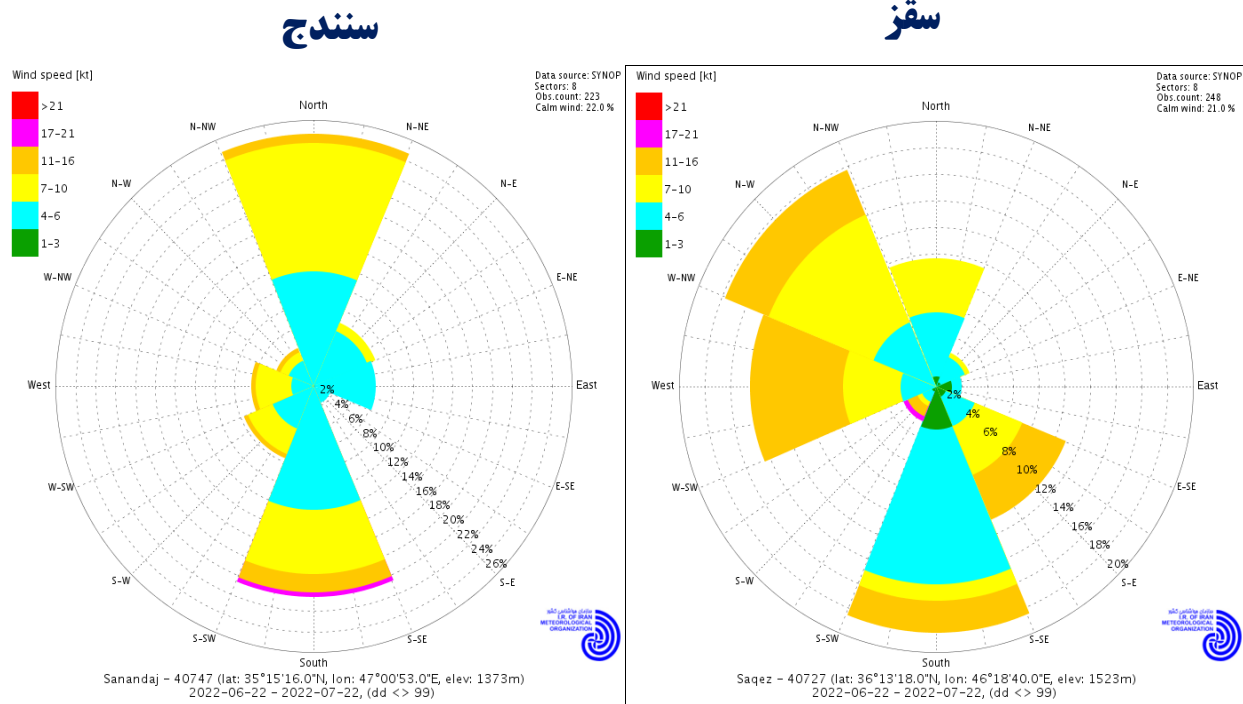 سنندج
سقز
Wind speed [kt]
>21
17-21
11-16
7-10
4-6
1-3
Data source: SYNOP
Sectors: 8
Obs.count: 223
Calm wind: 22.0 %
North
N-NW
N-NE
N-W
N-E
W-NW
E-NE
West
East
W-SW
E-SE
S-W
S-E
S-SW
S-SE
South
2%
4%
6%
8%
10%
12%
14%
16%
18%
20%
22%
24%
26%
I.R. OF IRAN
METEOROLOGICAL
ORGANIZATION
Sanandaj - 40747 (lat: 35°15'16.0"N, lon: 47°00'53.0"E, elev: 1373m)
2022-06-22 - 2022-07-22, (dd <> 99)
Wind speed [kt]
>21
17-21
11-16
7-10
4-6
1-3
Data source: SYNOP
Sectors: 8
Obs.count: 248
Calm wind: 21.0 %
North
N-NW
N-NE
N-W
N-E
W-NW
E-NE
West
East
W-SW
E-SE
S-W
S-E
S-SW
S-SE
South
2%
4%
6%
8%
10%
12%
14%
16%
18%
20%
I.R. OF IRAN
METEOROLOGICAL
ORGANIZATION
Saqez - 40727 (lat: 36°13'18.0"N, lon: 46°18'40.0"E, elev: 1523m)
2022-06-22 - 2022-07-22, (dd <> 99)